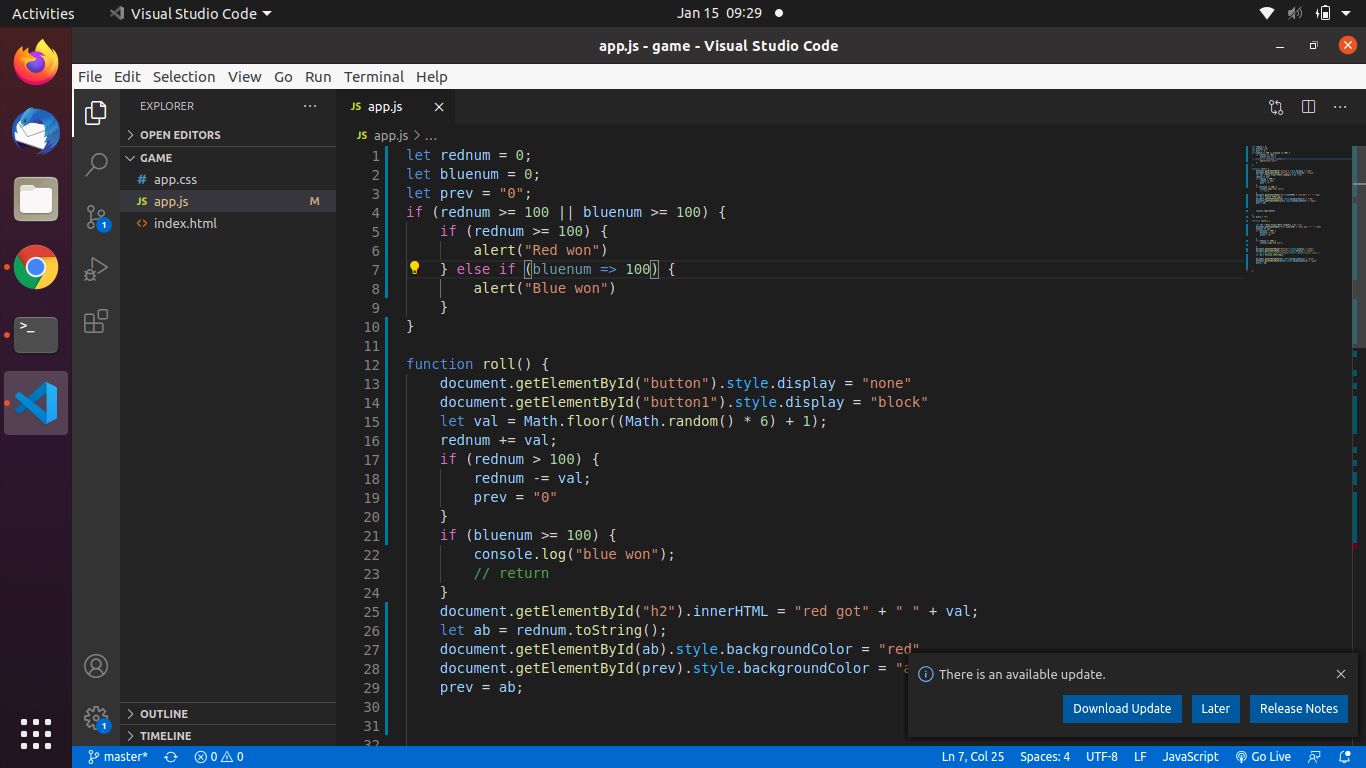 Activities Visual Studio Code Jan 15 09:29
app.js - game - Visual Studio Code
File Edit Selection View Go Run Terminal Help
EXPLORER
OPEN EDITORS
GAME
# app.css
JS app.js M
<> index.html
OUTLINE
TIMELINE
1
1
>_
JS app.js
JS app.js > ...
1 let rednum = 0;
2 let bluenum = 0;
3 let prev = "0";
4 if (rednum >= 100 || bluenum >= 100) {
5 if (rednum >= 100) {
6 alert("Red won")
7 } else if (bluenum => 100) {
8 alert("Blue won")
9 }
10 }
11
12 function roll() {
13 document.getElementById("button").style.display = "none"
14 document.getElementById("button1").style.display = "block"
15 let val = Math.floor((Math.random() * 6) + 1);
16 rednum += val;
17 if (rednum > 100) {
18 rednum -= val;
19 prev = "0"
20 }
21 if (bluenum >= 100) {
22 console.log("blue won");
23 // return
24 }
25 document.getElementById("h2").innerHTML = "red got" + " " + val;
26 let ab = rednum.toString();
27 document.getElementById(ab).style.backgroundColor = "red"
28 document.getElementById(prev).style.backgroundColor = "a
29 prev = ab;
30
31
32
There is an available update.
Download Update Later Release Notes
master* 0 0 Ln 7, Col 25 Spaces: 4 UTF-8 LF JavaScript Go Live